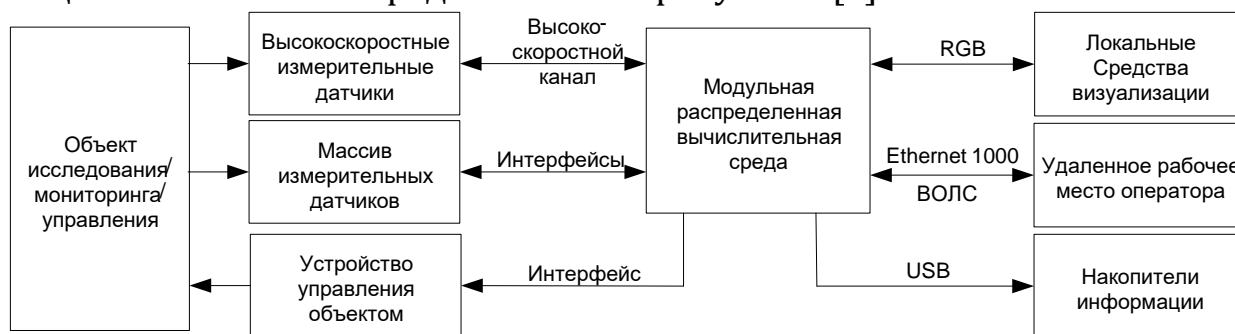 Объект
исследования/
мониторинга/
управления
Высокоскоростные
измерительные
датчики
Массив
измерительных
датчиков
Устройство
управления
объектом
Высоко-
скоростной
канал
Интерфейсы
Интерфейс
Модульная
распределенная
вычислительная
среда
RGB
Ethernet 1000
ВОЛС
USB
Локальные
Средства
визуализации
Удаленное рабочее
место оператора
Накопители
информации